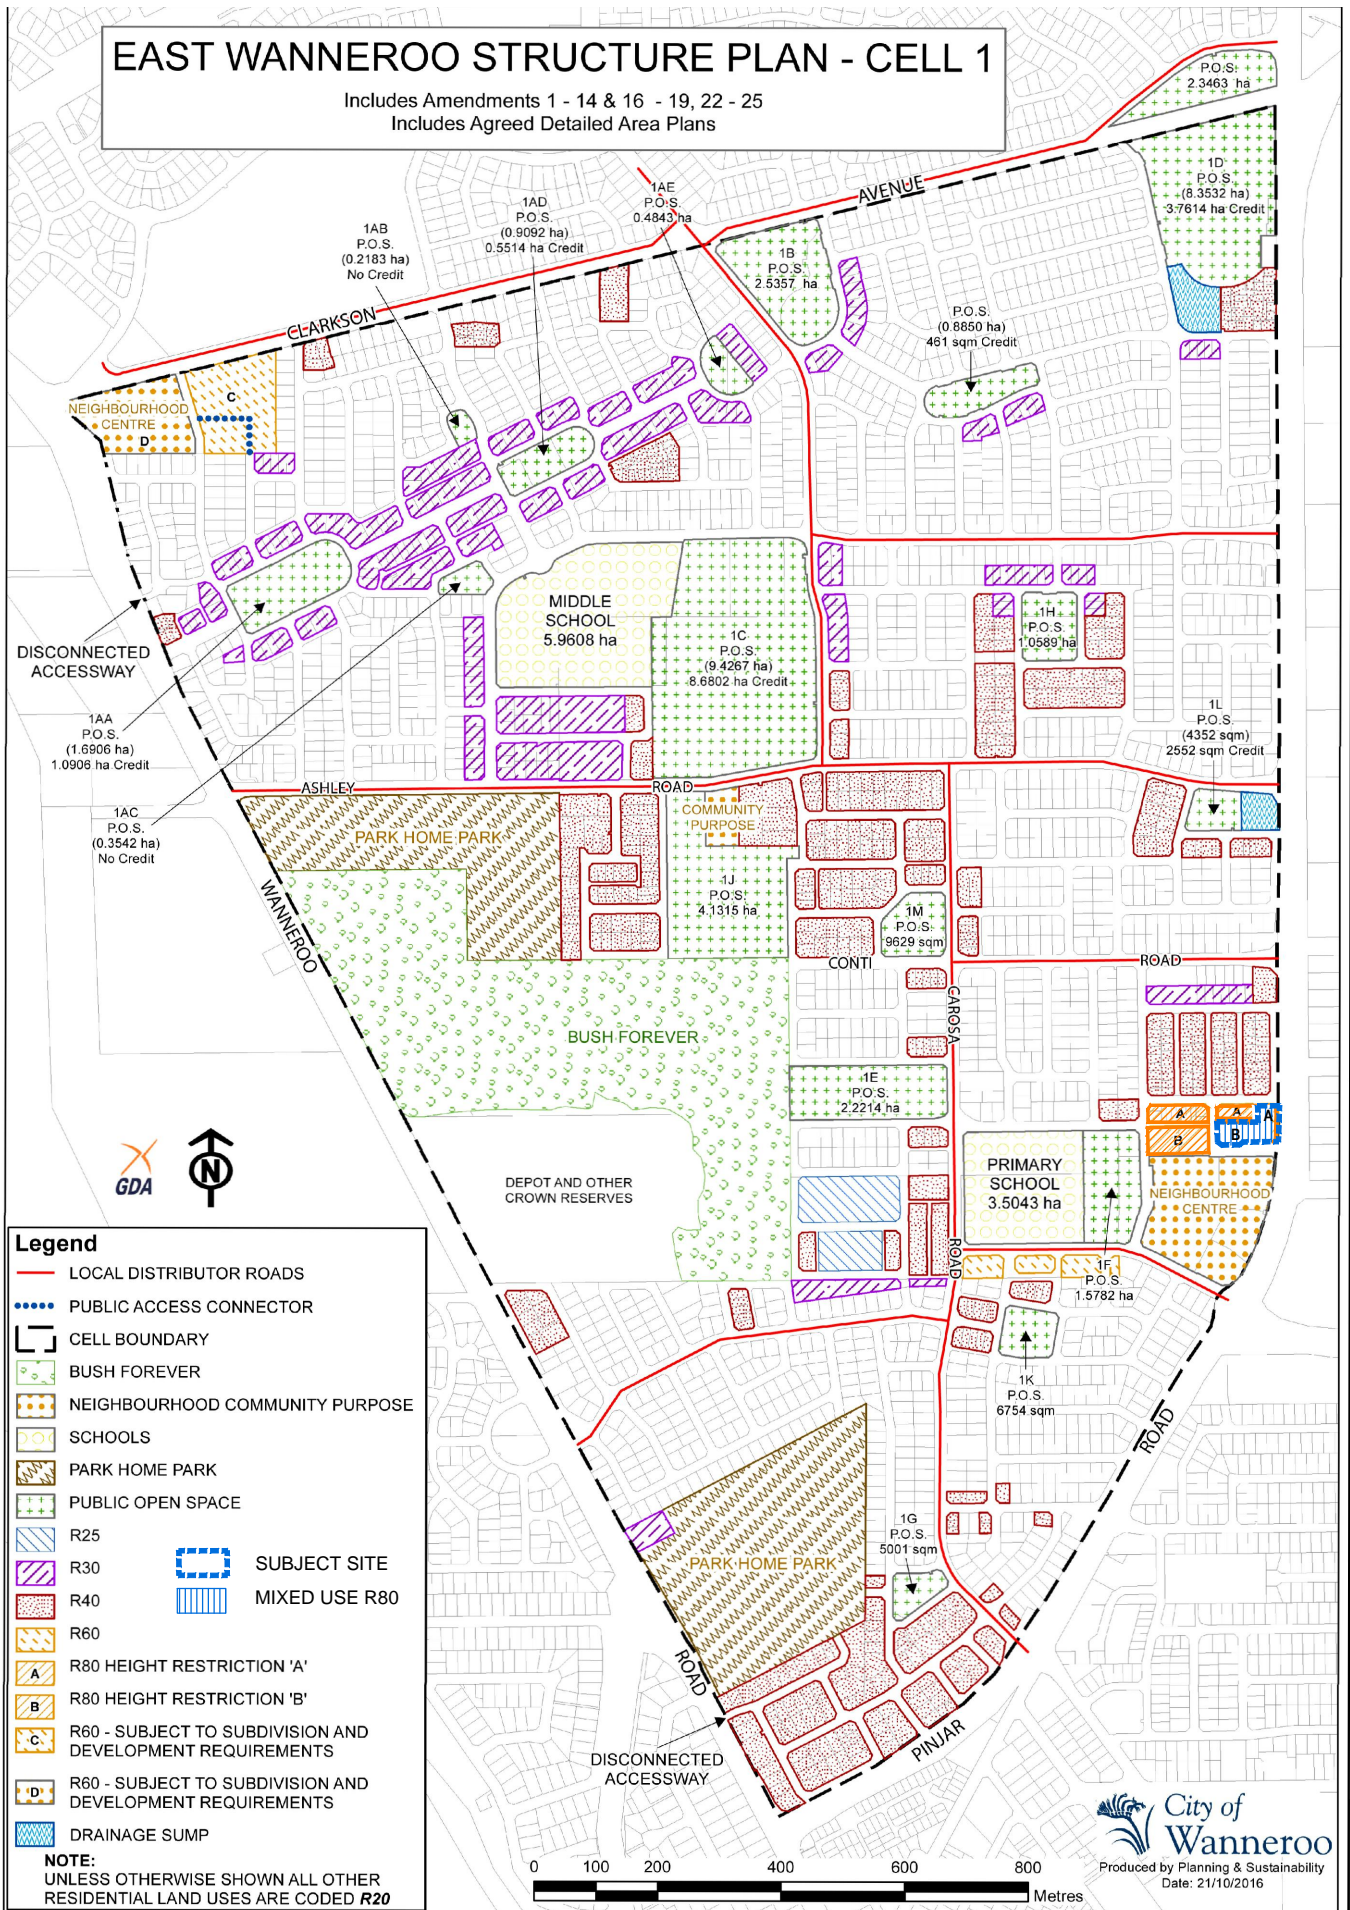 EAST WANNEROO STRUCTURE PLAN - CELL 1
Includes Amendments 1 - 14 & 16 - 19, 22 - 25
Includes Agreed Detailed Area Plans
P.O.S.
2.3463 ha
1D
P.O.S.
(8.3532 ha)
3.7614 ha Credit
AVENUE
1AE
P.O.S.
0.4843 ha
1AD
P.O.S.
(0.9092 ha)
0.5514 ha Credit
1AB
P.O.S.
(0.2183 ha)
No Credit
1B
P.O.S.
2.5357 ha
P.O.S.
(0.8850 ha)
461 sqm Credit
CLARKSON
C
NEIGHBOURHOOD
CENTRE
D
MIDDLE
SCHOOL
5.9608 ha
1C
P.O.S.
(9.4267 ha)
8.6802 ha Credit
1H
P.O.S.
1.0589 ha
DISCONNECTED
ACCESSWAY
1L
P.O.S.
(4352 sqm)
2552 sqm Credit
1AA
P.O.S.
(1.6906 ha)
1.0906 ha Credit
ASHLEY
ROAD
1AC
P.O.S.
(0.3542 ha)
No Credit
PARK HOME PARK
COMMUNITY
PURPOSE
1J
P.O.S.
4.1315 ha
1M
P.O.S.
9629 sqm
WANNEROO
CONTI
ROAD
CAROSA
BUSH FOREVER
1E
P.O.S.
2.2214 ha
A
A
A
B
B
DEPOT AND OTHER
CROWN RESERVES
PRIMARY
SCHOOL
3.5043 ha
NEIGHBOURHOOD
CENTRE
ROAD
1F
P.O.S.
1.5782 ha
1K
P.O.S.
6754 sqm
ROAD
1G
P.O.S.
5001 sqm
PARK HOME PARK
ROAD
PINJAR
DISCONNECTED
ACCESSWAY
GDA
N
Legend
LOCAL DISTRIBUTOR ROADS
PUBLIC ACCESS CONNECTOR
CELL BOUNDARY
BUSH FOREVER
NEIGHBOURHOOD COMMUNITY PURPOSE
SCHOOLS
PARK HOME PARK
PUBLIC OPEN SPACE
R25
R30
SUBJECT SITE
R40
MIXED USE R80
R60
A
R80 HEIGHT RESTRICTION 'A'
B
R80 HEIGHT RESTRICTION 'B'
C
R60 - SUBJECT TO SUBDIVISION AND
DEVELOPMENT REQUIREMENTS
D
R60 - SUBJECT TO SUBDIVISION AND
DEVELOPMENT REQUIREMENTS
DRAINAGE SUMP
NOTE:
UNLESS OTHERWISE SHOWN ALL OTHER
RESIDENTIAL LAND USES ARE CODED R20
0 100 200 400 600 800
Metres
City of
Wanneroo
Produced by Planning & Sustainability
Date: 21/10/2016